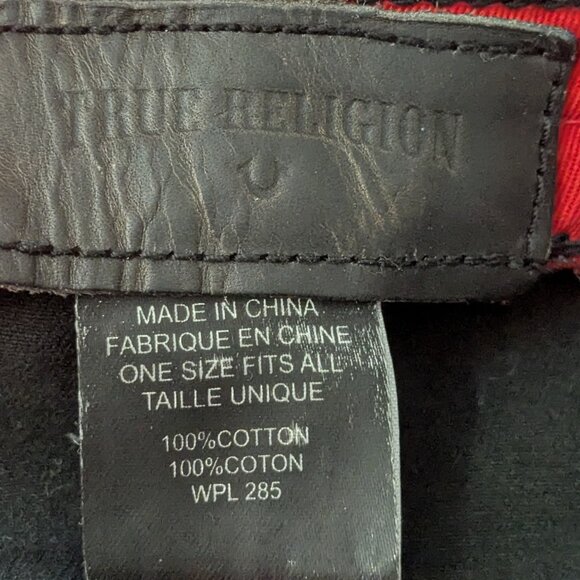 TRUE RELIGION
MADE IN CHINA
FABRIQUE EN CHINE
ONE SIZE FITS ALL
TAILLE UNIQUE
100%COTTON
100%COTON
WPL 285